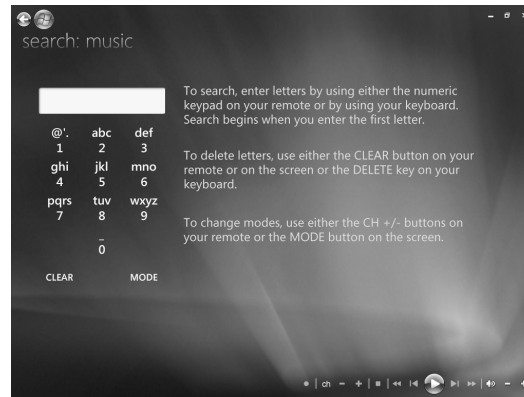 search: music
To search, enter letters by using either the numeric
keypad on your remote or by using your keyboard.
Search begins when you enter the first letter.
To delete letters, use either the CLEAR button on your
remote or on the screen or the DELETE key on your
keyboard.
To change modes, use either the CH +/- buttons on
your remote or the MODE button on the screen.
@'. abc def
1 2 3
ghi jkl mno
4 5 6
pqrs tuv wxyz
7 8 9
_
0
CLEAR MODE
ch - +
- +